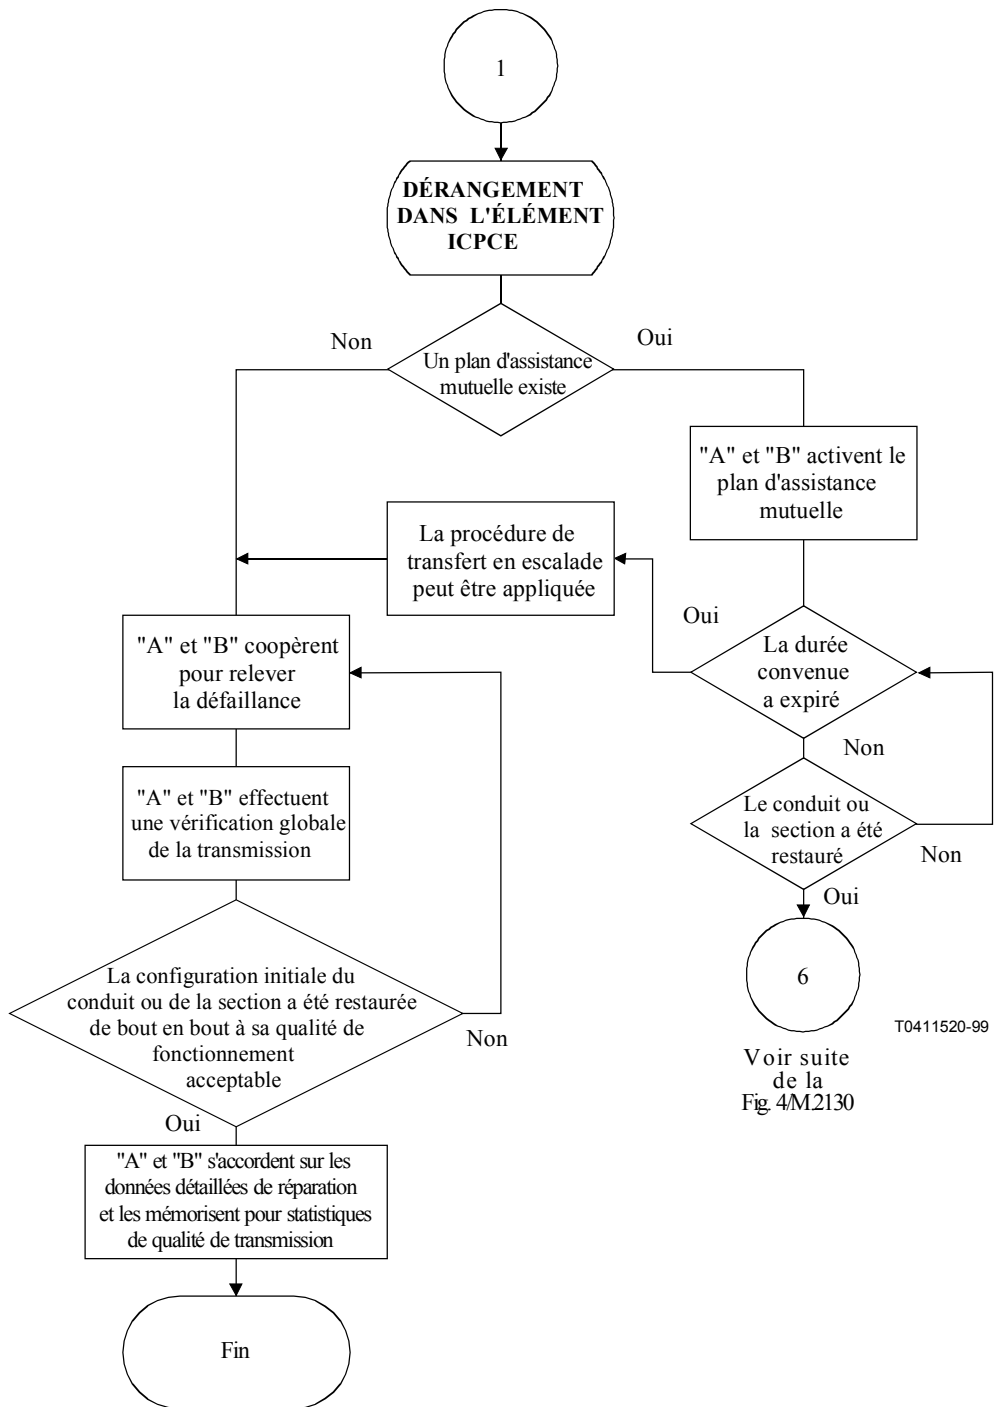 1
DÉRANGEMENT
DANS L'ÉLÉMENT
ICPCE
Non
Oui
Un plan d'assistance
mutuelle existe
"A" et "B" activent le
plan d'assistance
mutuelle
La procédure de
transfert en escalade
peut être appliquée
Oui
La durée
convenue
a expiré
"A" et "B" coopèrent
pour relever
la défaillance
Non
"A" et "B" effectuent
une vérification globale
de la transmission
Le conduit ou
la section a été
restauré
Non
Oui
La configuration initiale du
conduit ou de la section a été restaurée
de bout en bout à sa qualité de
fonctionnement
acceptable
Non
6
T0411520-99
Voir suite
de la
Fig. 4/M.2130
Oui
"A" et "B" s'accordent sur les
données détaillées de réparation
et les mémorisent pour statistiques
de qualité de transmission
Fin